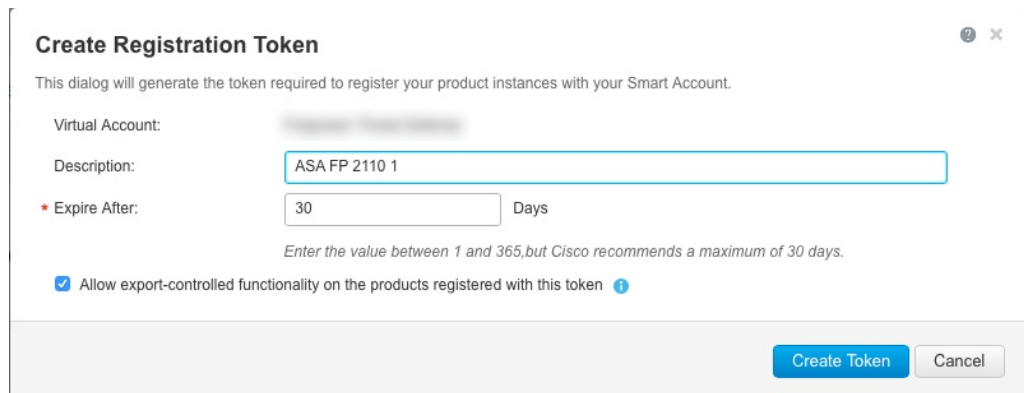 Create Registration Token
This dialog will generate the token required to register your product instances with your Smart Account.
Virtual Account:
Description: ASA FP 2110 1
* Expire After: 30 Days
Enter the value between 1 and 365,but Cisco recommends a maximum of 30 days.
Allow export-controlled functionality on the products registered with this token
Create Token Cancel